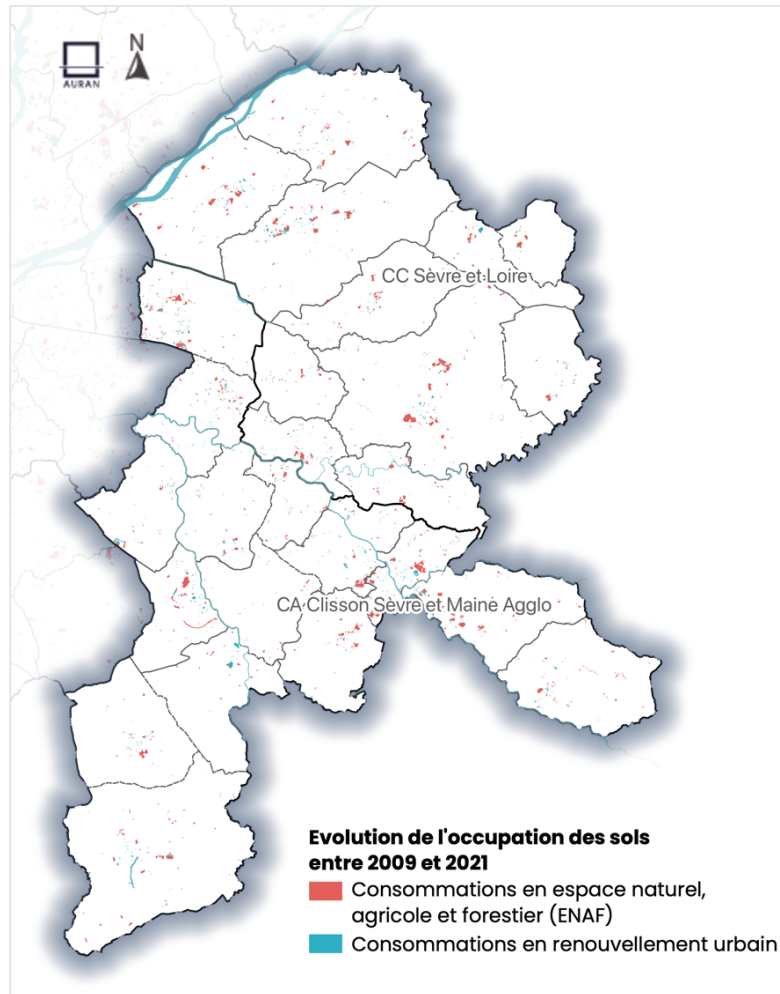 N
AURAN
CC Sèvre et Loire
CA Clisson Sèvre et Maine Agglo
Evolution de l'occupation des sols
entre 2009 et 2021
Consommations en espace naturel,
agricole et forestier (ENAF)
Consommations en renouvellement urbain